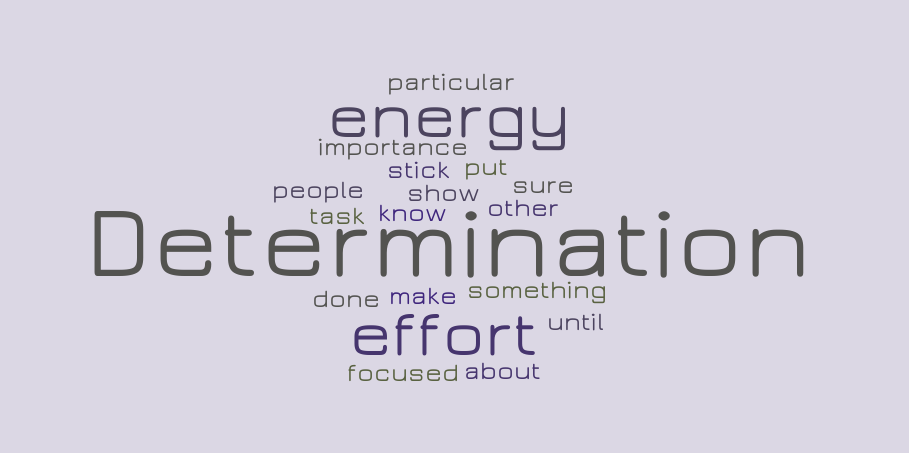 particular
energy
importance
stick put
people show sure
task know other
Determination
done make something
effort until
focused about